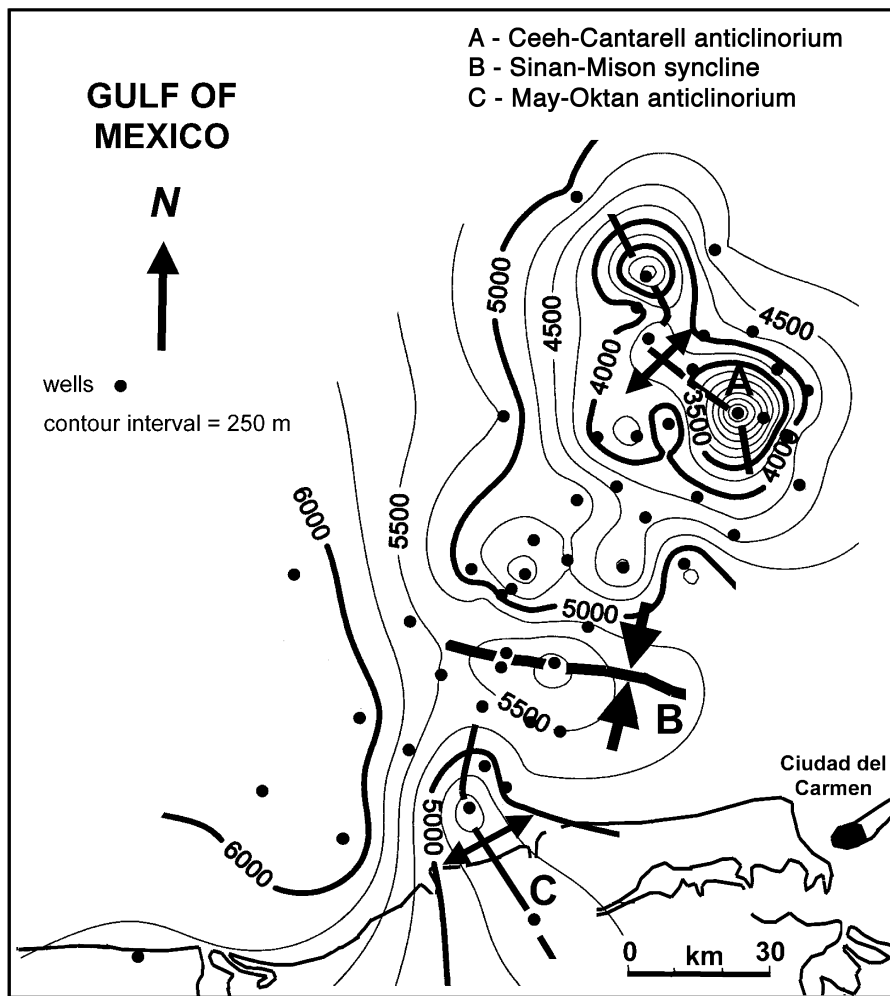 A - Ceeh-Cantarell anticlinorium
B - Sinan-Mison syncline
C - May-Oktan anticlinorium
GULF OF
MEXICO
N
wells
contour interval = 250 m
5000
4500
4500
4000
A
3500
4000
6000
5500
5000
5500
B
Ciudad del
Carmen
5000
6000
C
0 km 30